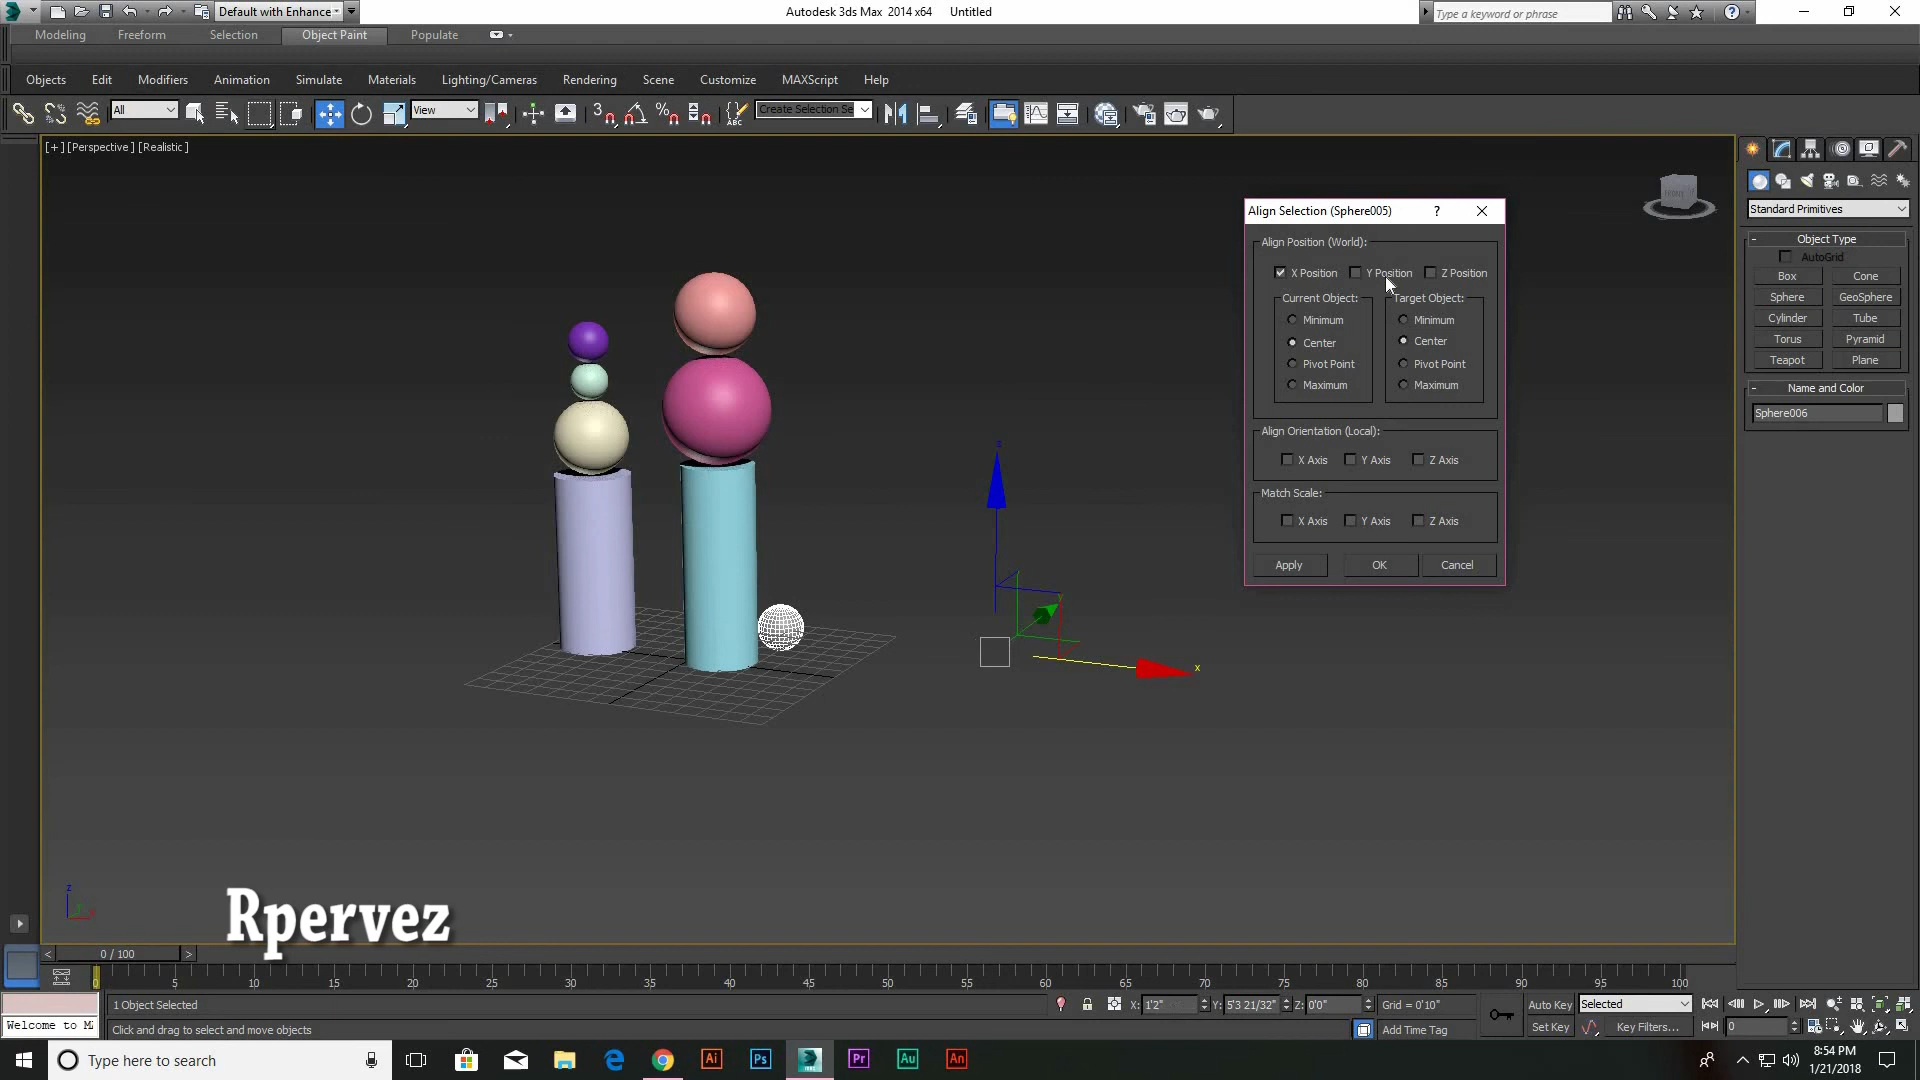 Default with Enhance
Autodesk 3ds Max 2014 x64 Untitled
Type a keyword or phrase
Modeling Freeform Selection Object Paint Populate
Objects Edit Modifiers Animation Simulate Materials Lighting/Cameras Rendering Scene Customize MAXScript Help
All View Create Selection Se
[+] [Perspective] [Realistic]
Standard Primitives
- Object Type
AutoGrid
Box Cone
Sphere GeoSphere
Cylinder Tube
Torus Pyramid
Teapot Plane
- Name and Color
Sphere006
Align Selection (Sphere005) ?
Align Position (World):
X Position Y Position Z Position
Current Object: Target Object:
Minimum Minimum
Center Center
Pivot Point Pivot Point
Maximum Maximum
Align Orientation (Local):
X Axis Y Axis Z Axis
Match Scale:
X Axis Y Axis Z Axis
Apply OK Cancel
z
x
z
Rpervez
< 0 / 100 >
0 5 10 15 20 25 30 35 40 45 50 55 60 65 70 75 80 85 90 95 100
1 Object Selected X: 1'2" Y: 5'3 21/32" Z: 0'0" Grid = 0'10" Auto Key Selected
Welcome to M Click and drag to select and move objects Add Time Tag Set Key Key Filters... 0
Type here to search Ai Ps Pr Au An 8:54 PM
1/21/2018